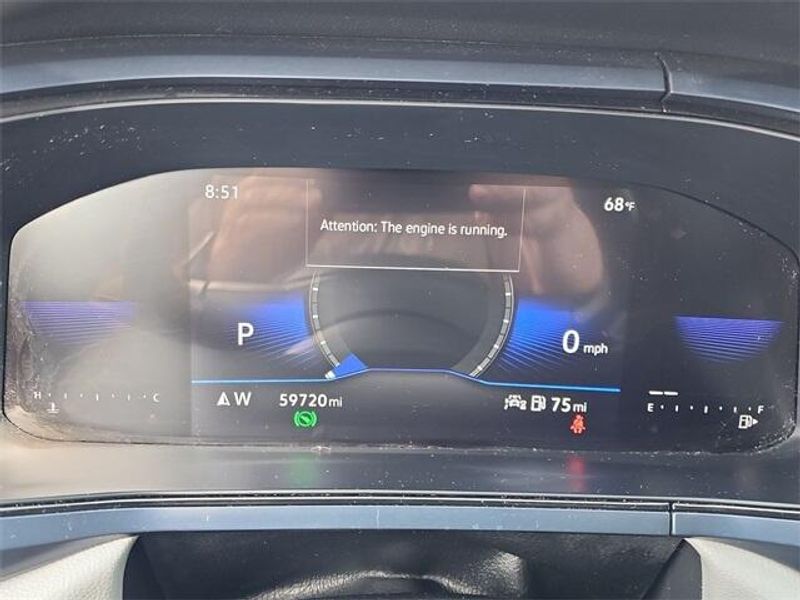 8:51
68°F
Attention: The engine is running.
P
0 mph
H C
W
59720 mi
75 mi
E F